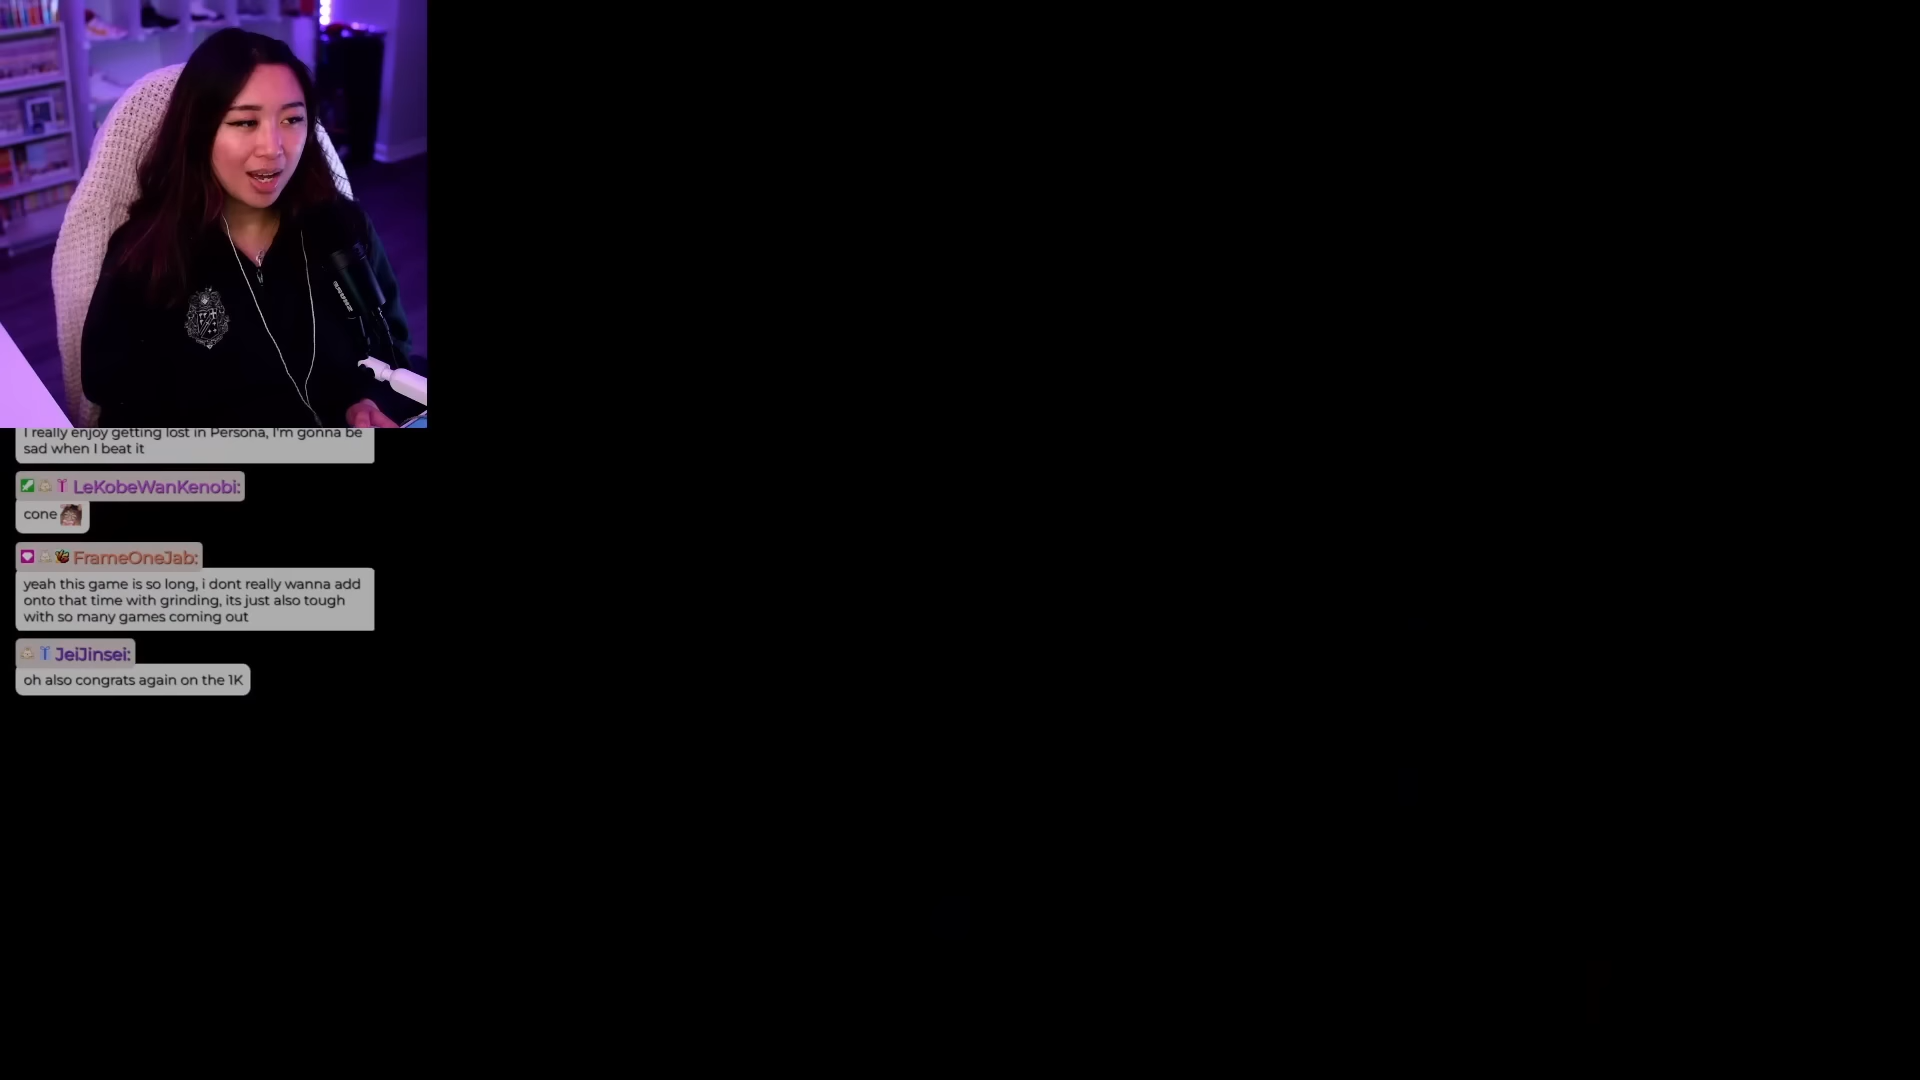 I really enjoy getting lost in Persona, I'm gonna be
sad when I beat it
LeKobeWanKenobi:
cone
FrameOneJab:
yeah this game is so long, i dont really wanna add
onto that time with grinding, its just also tough
with so many games coming out
JeiJinsei:
oh also congrats again on the 1K